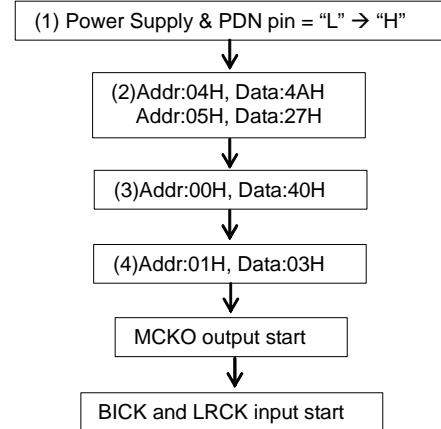 (1) Power Supply & PDN pin = “L” → “H”
(2)Addr:04H, Data:4AH
Addr:05H, Data:27H
(3)Addr:00H, Data:40H
(4)Addr:01H, Data:03H
MCKO output start
BICK and LRCK input start